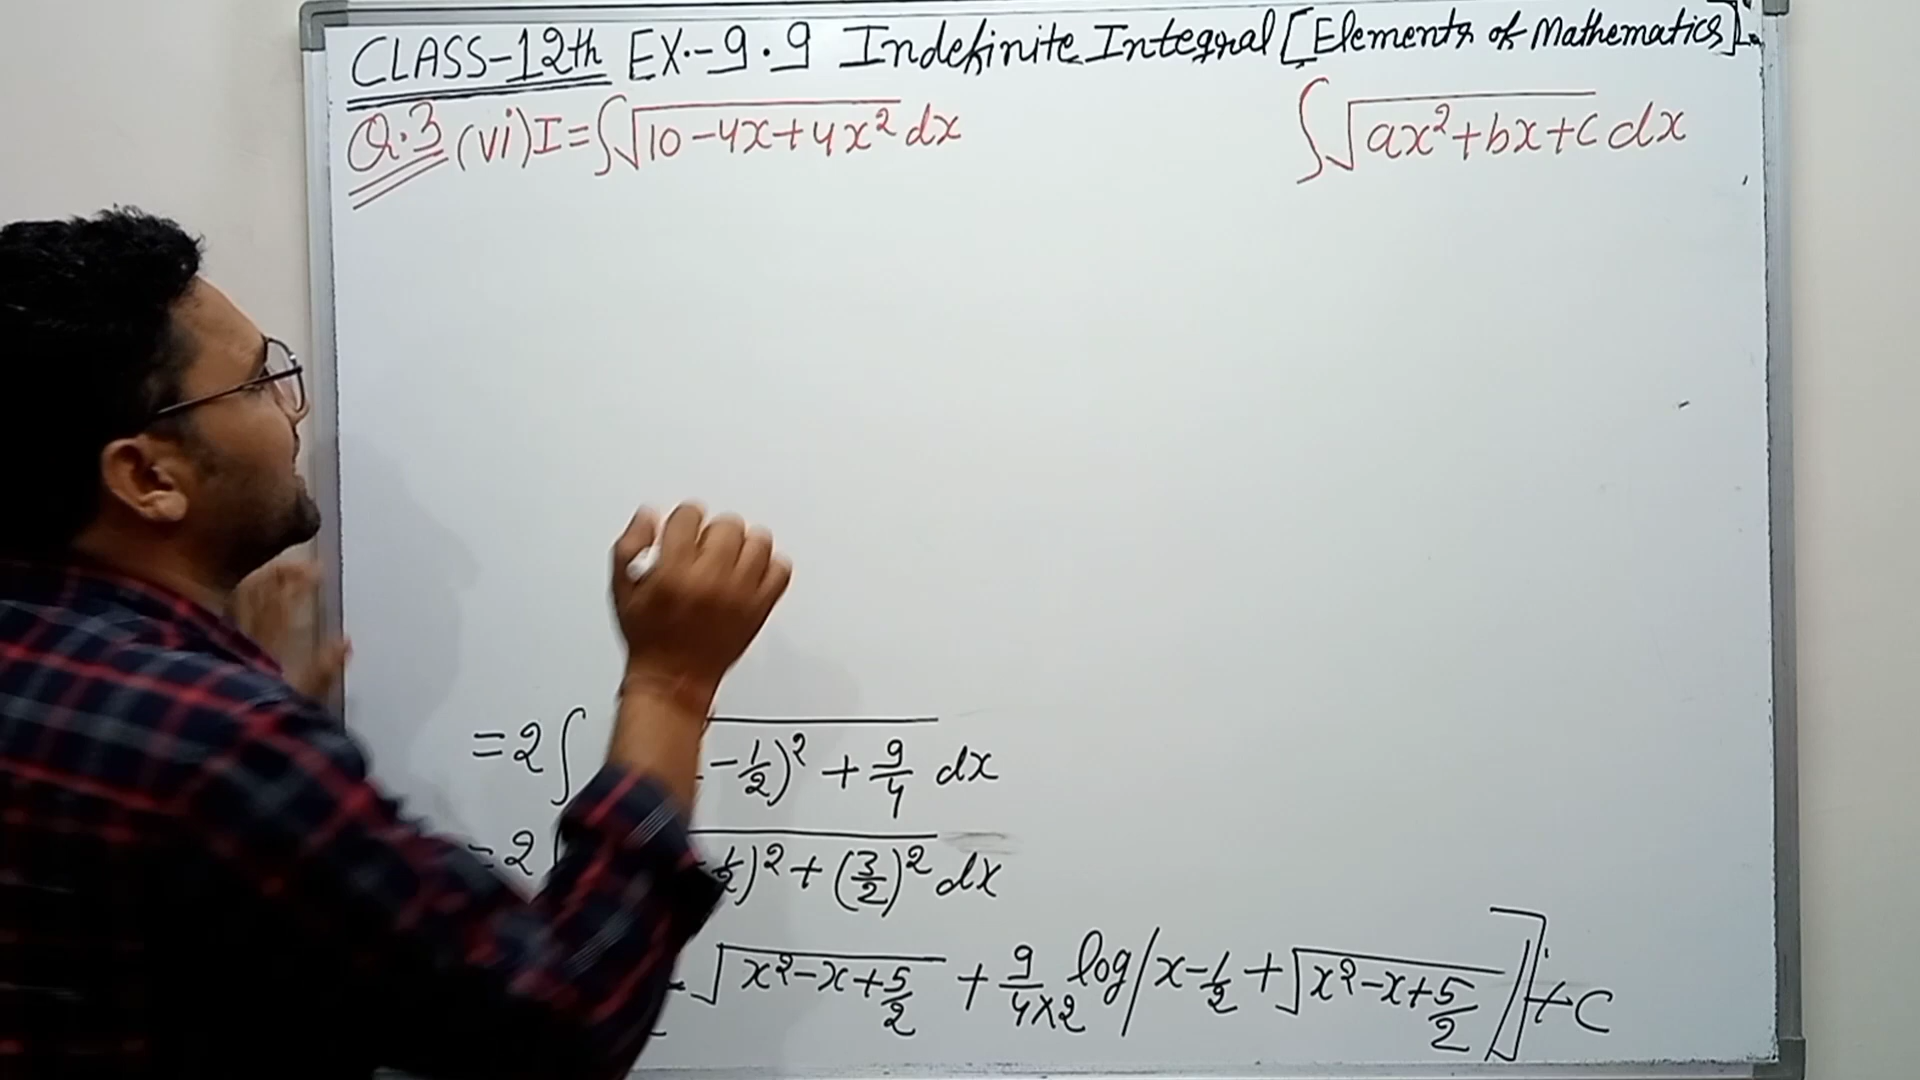 CLASS-12th EX.-9.9 Indefinite Integral [Elements of Mathematics].
Q.3 (vi) I=∫√(10-4x+4x²) dx
∫√(ax²+bx+c) dx
=2∫ -1/2)² + 9/4 dx
=2 1/2)²+(3/2)² dx
√(x²-x+5/2) + 9/(4×2) log|x-1/2+√(x²-x+5/2)|]+c